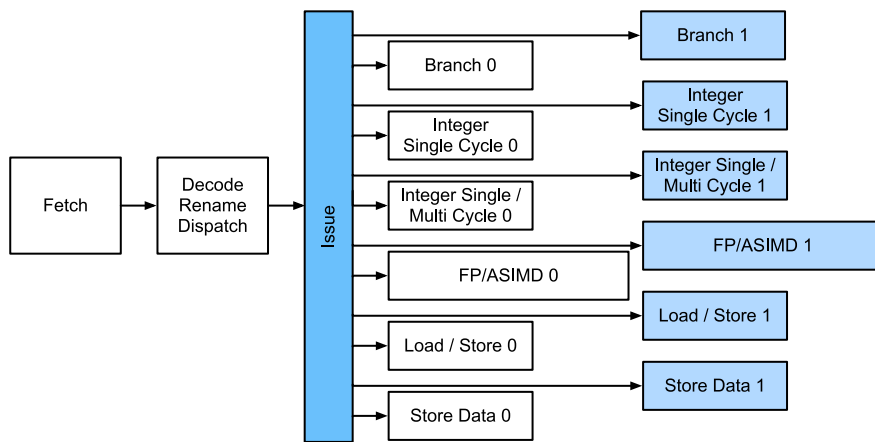 Fetch
Decode
Rename
Dispatch
Issue
Branch 1
Branch 0
Integer
Single Cycle 1
Integer
Single Cycle 0
Integer Single /
Multi Cycle 1
Integer Single /
Multi Cycle 0
FP/ASIMD 1
FP/ASIMD 0
Load / Store 1
Load / Store 0
Store Data 1
Store Data 0